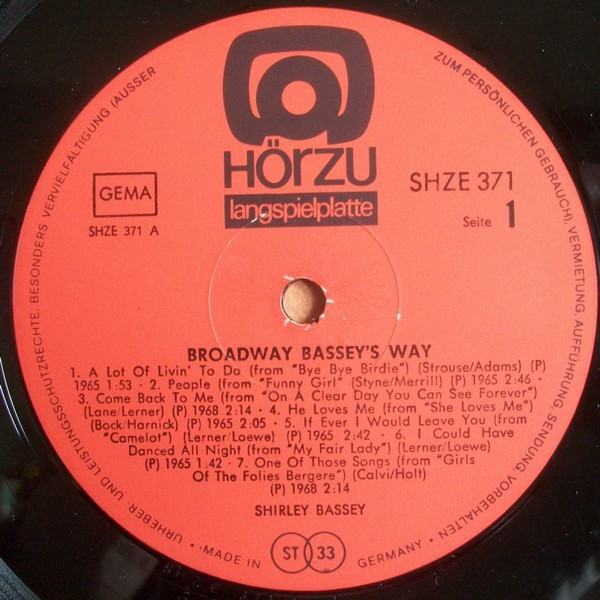 HÖRZU
langspielplatte
GEMA
SHZE 371 A
SHZE 371
Seite 1
BROADWAY BASSEY'S WAY
1. A Lot Of Livin' To Do (from "Bye Bye Birdie") (Strouse/Adams) (P)
1965 1:53 · 2. People (from "Funny Girl" (Styne/Merrill) (P) 1965 2:46 ·
3. Come Back To Me (from "On A Clear Day You Can See Forever")
(Lane/Lerner) (P) 1968 2:14 · 4. He Loves Me (from "She Loves Me")
(Bock/Harnick) (P) 1965 2:05 · 5. If Ever I Would Leave You (from
"Camelot") (Lerner/Loewe) (P) 1965 2:42 · 6. I Could Have
Danced All Night (from "My Fair Lady") (Lerner/Loewe)
(P) 1965 1:42 · 7. One Of Those Songs (from "Girls
Of The Folies Bergere") (Calvi/Holt)
(P) 1968 2:14
SHIRLEY BASSEY
ST 33
· MADE IN GERMANY ·
URHEBER- UND LEISTUNGSSCHUTZRECHTE, BESONDERS VERVIELFÄLTIGUNG (AUSSER
ZUM PERSÖNLICHEN GEBRAUCH), VERMIETUNG, AUFFÜHRUNG, SENDUNG, VORBEHALTEN